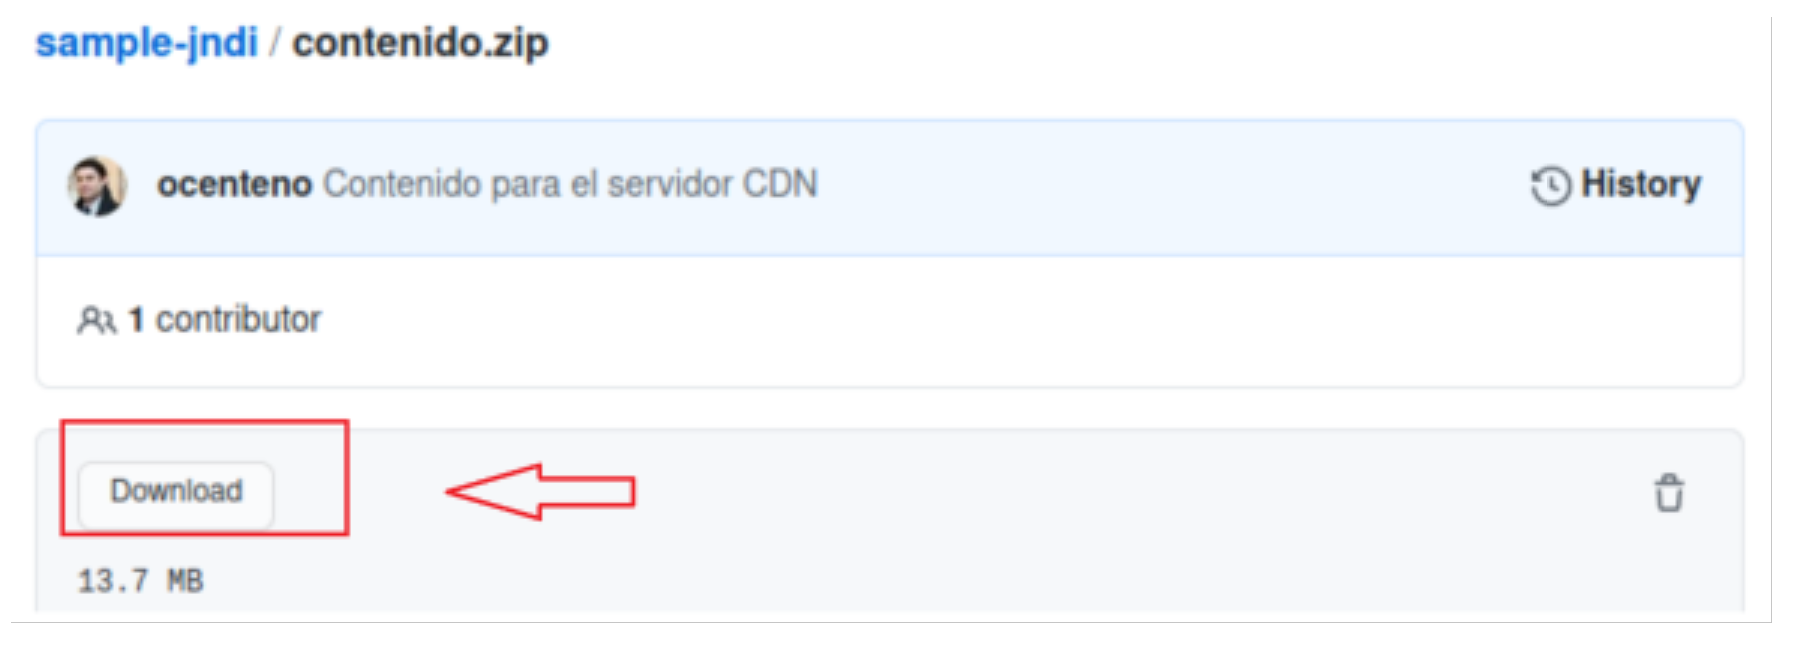 sample-jndi / contenido.zip
ocenteno Contenido para el servidor CDN
History
1 contributor
Download
13.7 MB